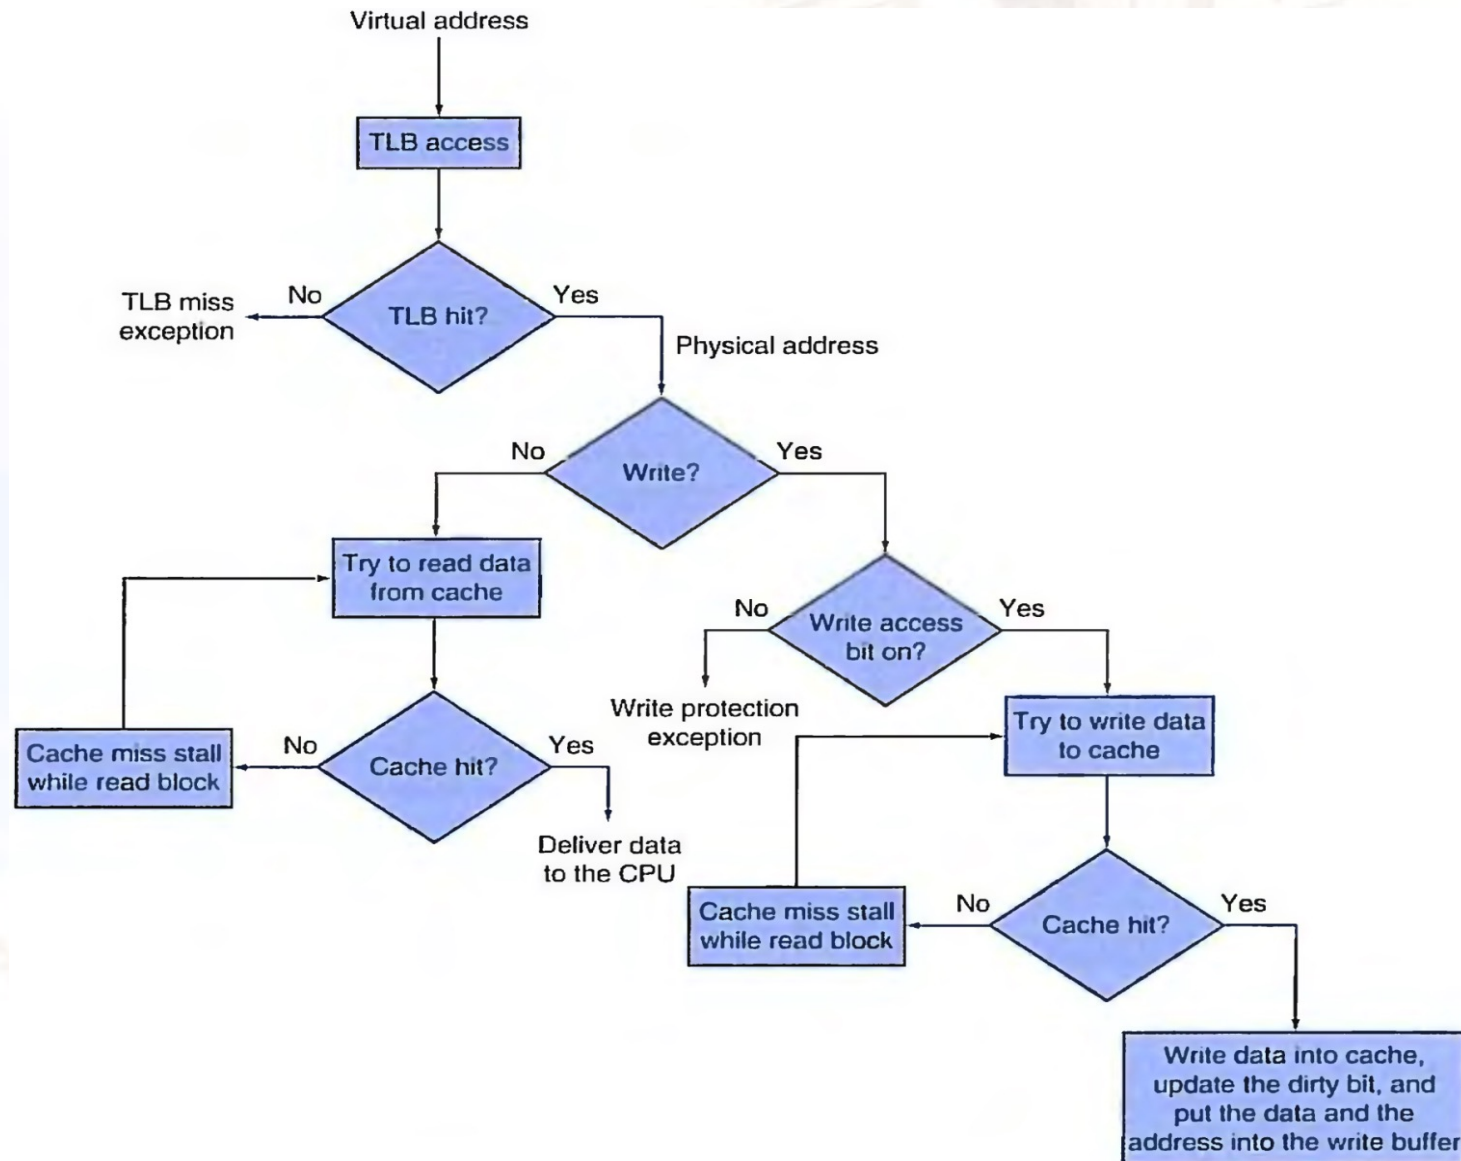 Virtual address
TLB access
TLB hit?
No
Yes
TLB miss
exception
Physical address
Write?
No
Yes
Try to read data
from cache
Write access
bit on?
No
Yes
Write protection
exception
Try to write data
to cache
Cache hit?
No
Yes
Cache miss stall
while read block
Deliver data
to the CPU
Cache hit?
No
Yes
Cache miss stall
while read block
Write data into cache,
update the dirty bit, and
put the data and the
address into the write buffer